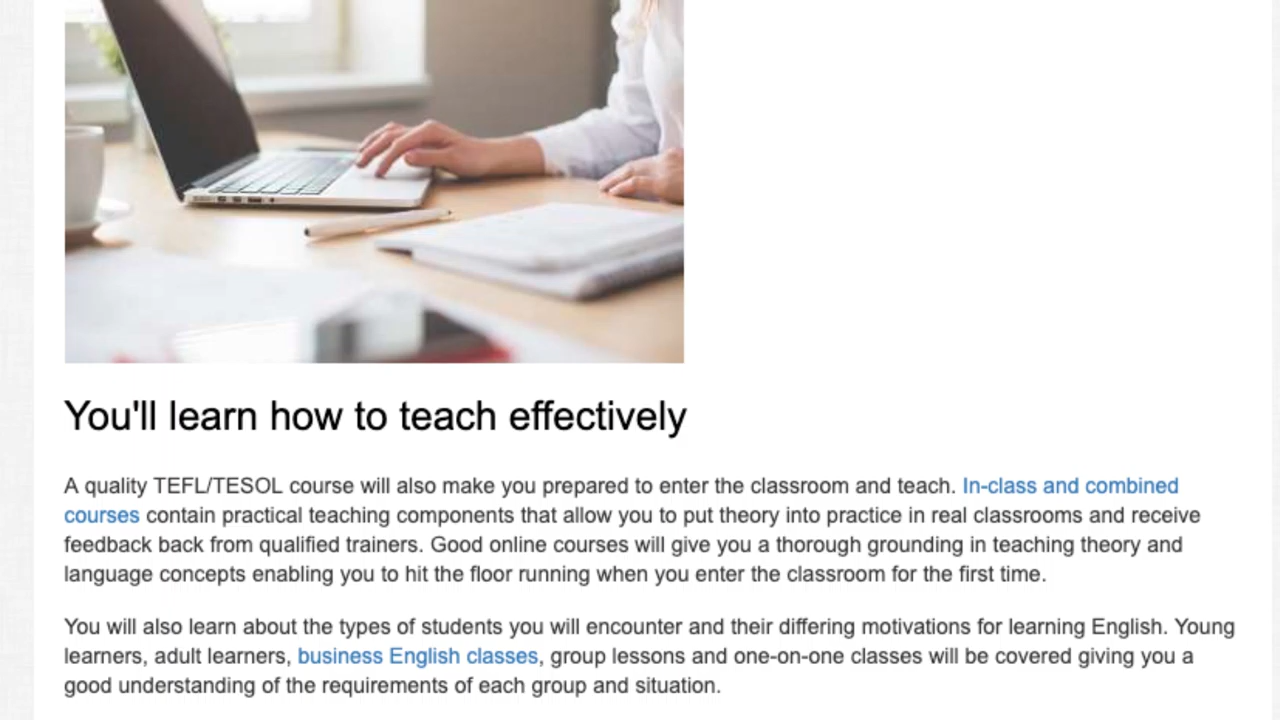 You'll learn how to teach effectively
A quality TEFL/TESOL course will also make you prepared to enter the classroom and teach. In-class and combined
courses contain practical teaching components that allow you to put theory into practice in real classrooms and receive
feedback back from qualified trainers. Good online courses will give you a thorough grounding in teaching theory and
language concepts enabling you to hit the floor running when you enter the classroom for the first time.
You will also learn about the types of students you will encounter and their differing motivations for learning English. Young
learners, adult learners, business English classes, group lessons and one-on-one classes will be covered giving you a
good understanding of the requirements of each group and situation.